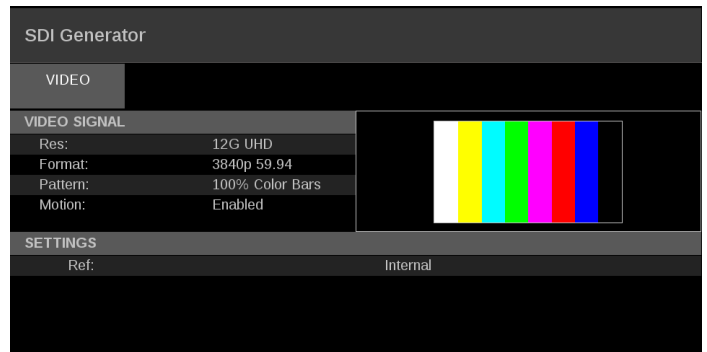 SDI Generator
VIDEO
VIDEO SIGNAL
Res: 12G UHD
Format: 3840p 59.94
Pattern: 100% Color Bars
Motion: Enabled
SETTINGS
Ref: Internal